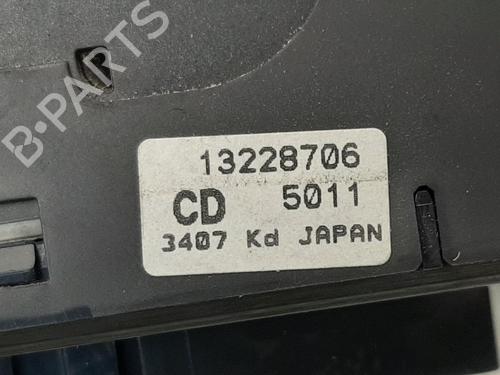 B-PARTS
13228706
CD 5011
3407 Kd JAPAN